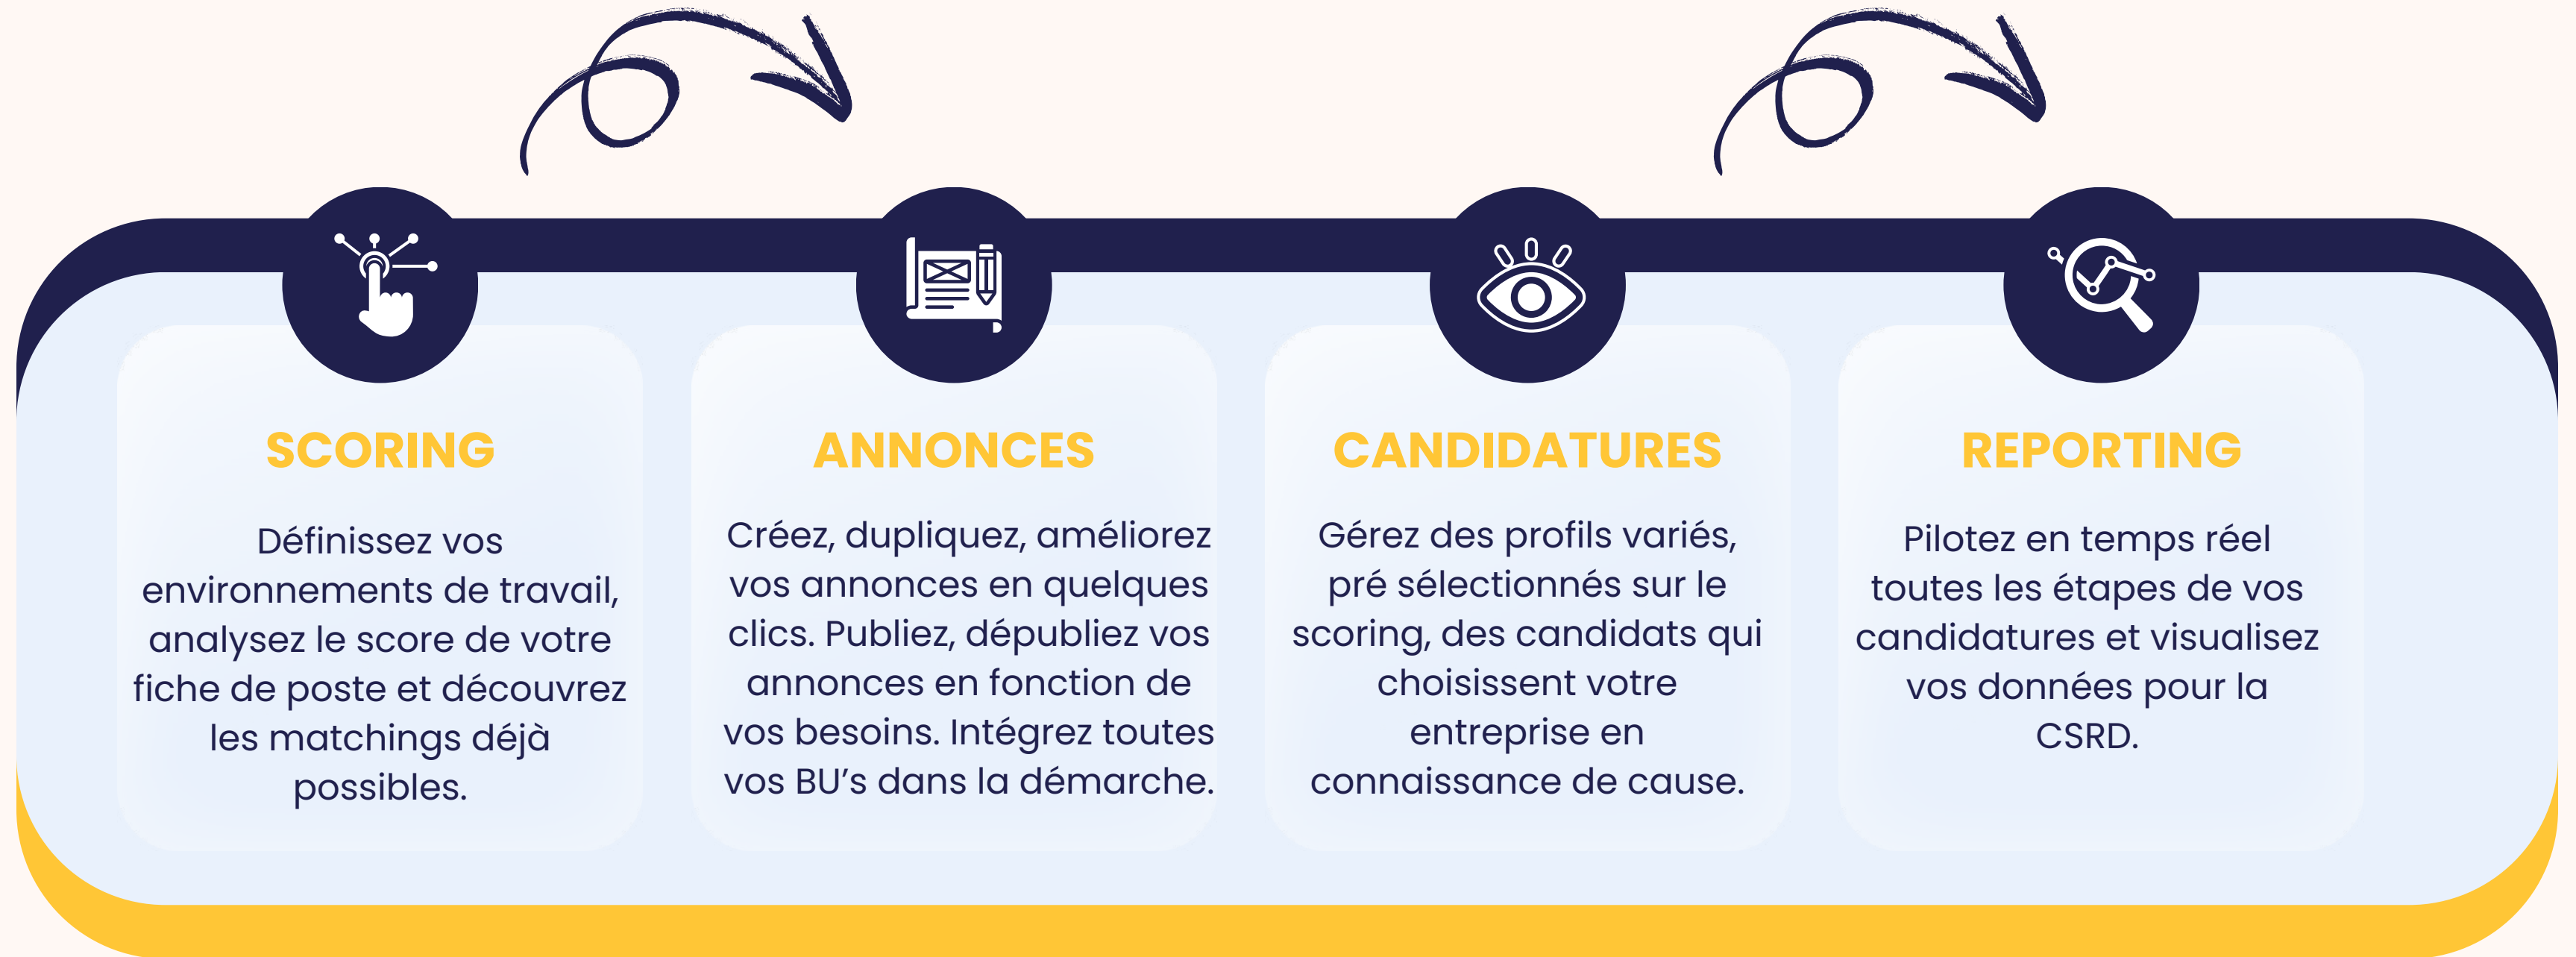 SCORING
Définissez vos
environnements de travail,
analysez le score de votre
fiche de poste et découvrez
les matchings déjà
possibles.
ANNONCES
Créez, dupliquez, améliorez
vos annonces en quelques
clics. Publiez, dépubliez vos
annonces en fonction de
vos besoins. Intégrez toutes
vos BU’s dans la démarche.
CANDIDATURES
Gérez des profils variés,
pré sélectionnés sur le
scoring, des candidats qui
choisissent votre
entreprise en
connaissance de cause.
REPORTING
Pilotez en temps réel
toutes les étapes de vos
candidatures et visualisez
vos données pour la
CSRD.